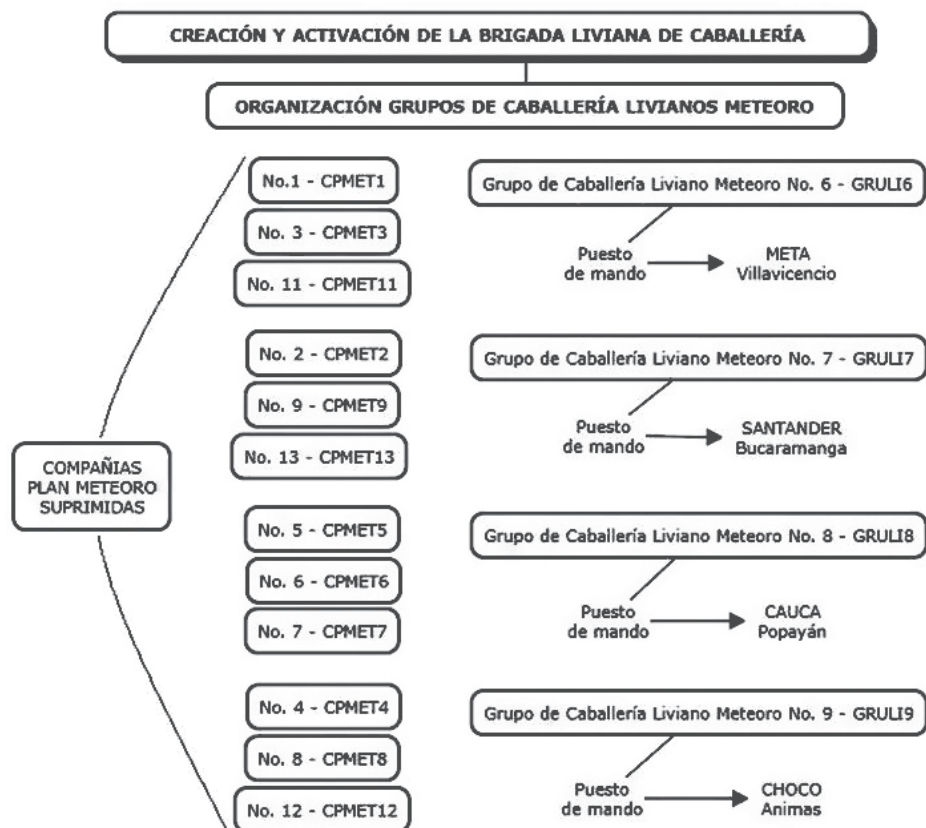 CREACIÓN Y ACTIVACIÓN DE LA BRIGADA LIVIANA DE CABALLERÍA
ORGANIZACIÓN GRUPOS DE CABALLERÍA LIVIANOS METEORO
COMPAÑIAS
PLAN METEORO
SUPRIMIDAS
No.1 - CPMET1
No. 3 - CPMET3
No. 11 - CPMET11
Grupo de Caballería Liviano Meteoro No. 6 - GRULI6
Puesto
de mando
META
Villavicencio
No. 2 - CPMET2
No. 9 - CPMET9
No. 13 - CPMET13
Grupo de Caballería Liviano Meteoro No. 7 - GRULI7
Puesto
de mando
SANTANDER
Bucaramanga
No. 5 - CPMET5
No. 6 - CPMET6
No. 7 - CPMET7
Grupo de Caballería Liviano Meteoro No. 8 - GRULI8
Puesto
de mando
CAUCA
Popayán
No. 4 - CPMET4
No. 8 - CPMET8
No. 12 - CPMET12
Grupo de Caballería Liviano Meteoro No. 9 - GRULI9
Puesto
de mando
CHOCO
Animas